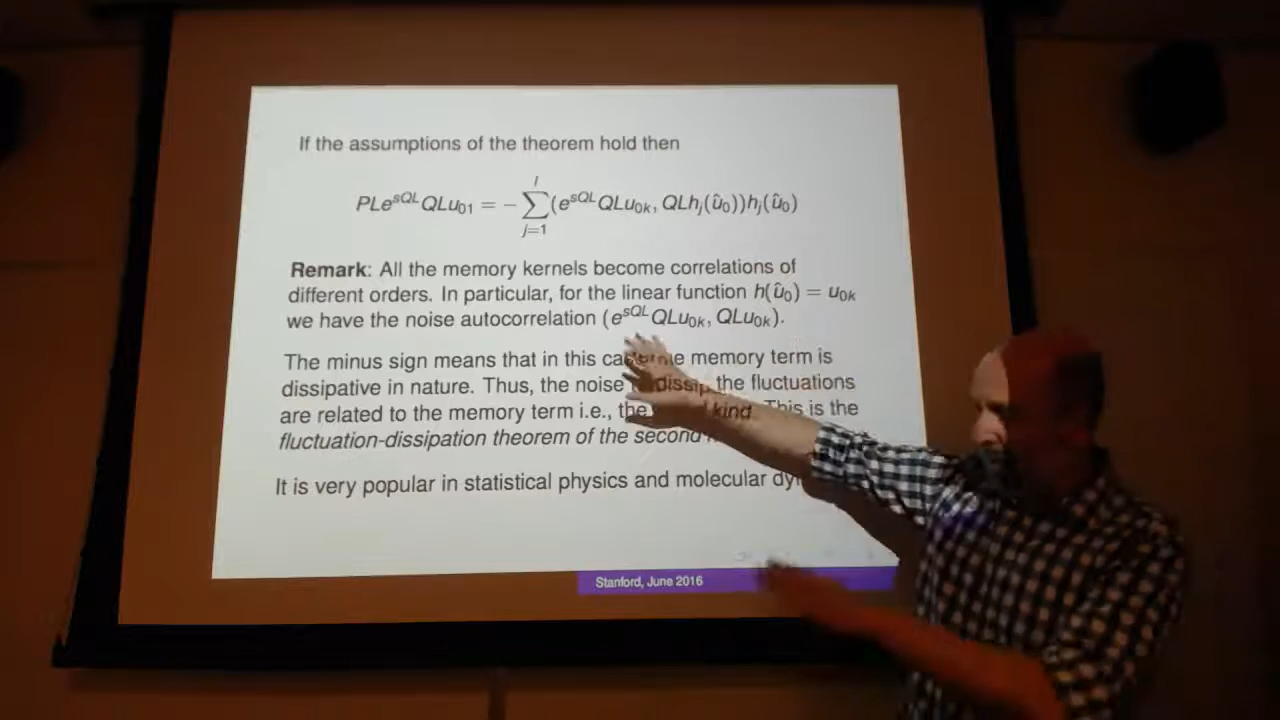 If the assumptions of the theorem hold then
l
PLe^{sQL}QLu_{01} = − ∑ (e^{sQL}QLu_{0k}, QLh_j(û_0))h_j(û_0)
j=1
Remark: All the memory kernels become correlations of
different orders. In particular, for the linear function h(û_0) = u_{0k}
we have the noise autocorrelation (e^{sQL}QLu_{0k}, QLu_{0k}).
The minus sign means that in this memory term is
dissipative in nature. Thus, the noise the fluctuations
are related to the memory term i.e., the kind. This is the
fluctuation-dissipation theorem of the second
It is very popular in statistical physics and molecular
Stanford, June 2016